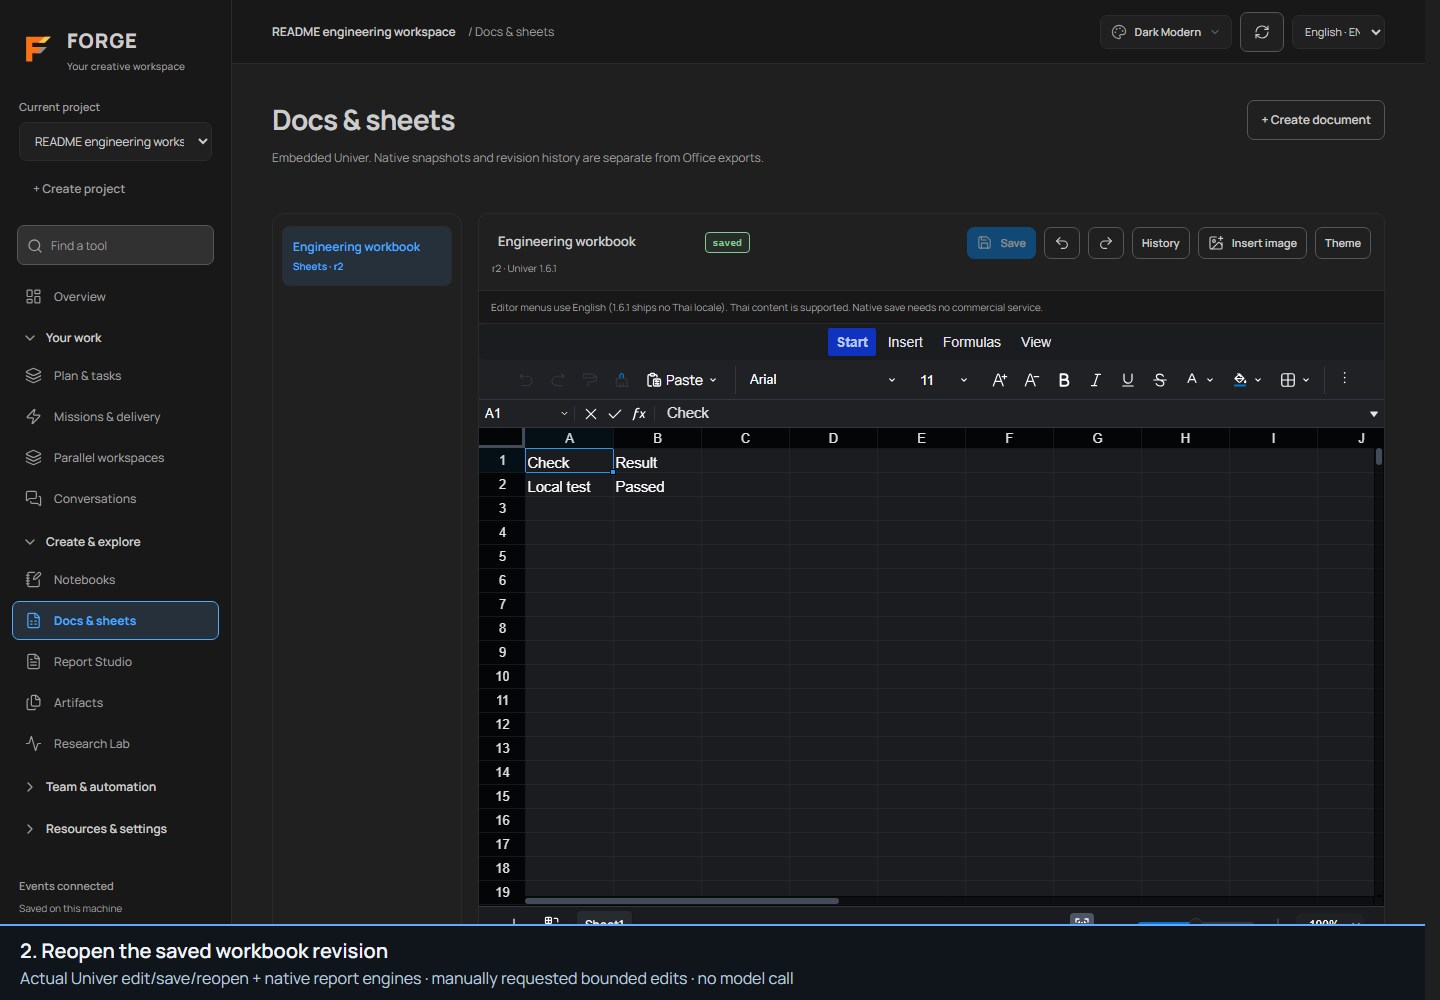 FORGE
Your creative workspace
Current project
README engineering works
+ Create project
Find a tool
Overview
Your work
Plan & tasks
Missions & delivery
Parallel workspaces
Conversations
Create & explore
Notebooks
Docs & sheets
Report Studio
Artifacts
Research Lab
Team & automation
Resources & settings
Events connected
Saved on this machine
README engineering workspace / Docs & sheets
Dark Modern
English · EN
Docs & sheets
+ Create document
Embedded Univer. Native snapshots and revision history are separate from Office exports.
Engineering workbook
Sheets · r2
Engineering workbook
saved
Save
History
Insert image
Theme
r2 · Univer 1.6.1
Editor menus use English (1.6.1 ships no Thai locale). Thai content is supported. Native save needs no commercial service.
Start Insert Formulas View
Paste Arial 11 A+ A- B I U S A
A1 fx Check
A B C D E F G H I J
1 Check Result
2 Local test Passed
3
4
5
6
7
8
9
10
11
12
13
14
15
16
17
18
19
Sheet1 100%
2. Reopen the saved workbook revision
Actual Univer edit/save/reopen + native report engines · manually requested bounded edits · no model call